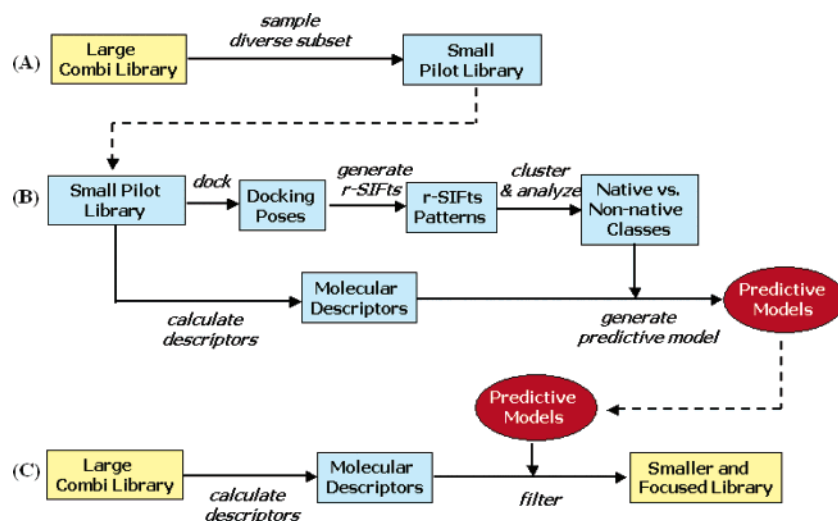 sample
diverse subset
(A)
Large
Combi Library
Small
Pilot Library
(B)
Small Pilot
Library
dock
Docking
Poses
generate
r-SIFts
r-SIFts
Patterns
cluster
& analyze
Native vs.
Non-native
Classes
calculate
descriptors
Molecular
Descriptors
generate
predictive model
Predictive
Models
Predictive
Models
(C)
Large
Combi Library
calculate
descriptors
Molecular
Descriptors
filter
Smaller and
Focused Library